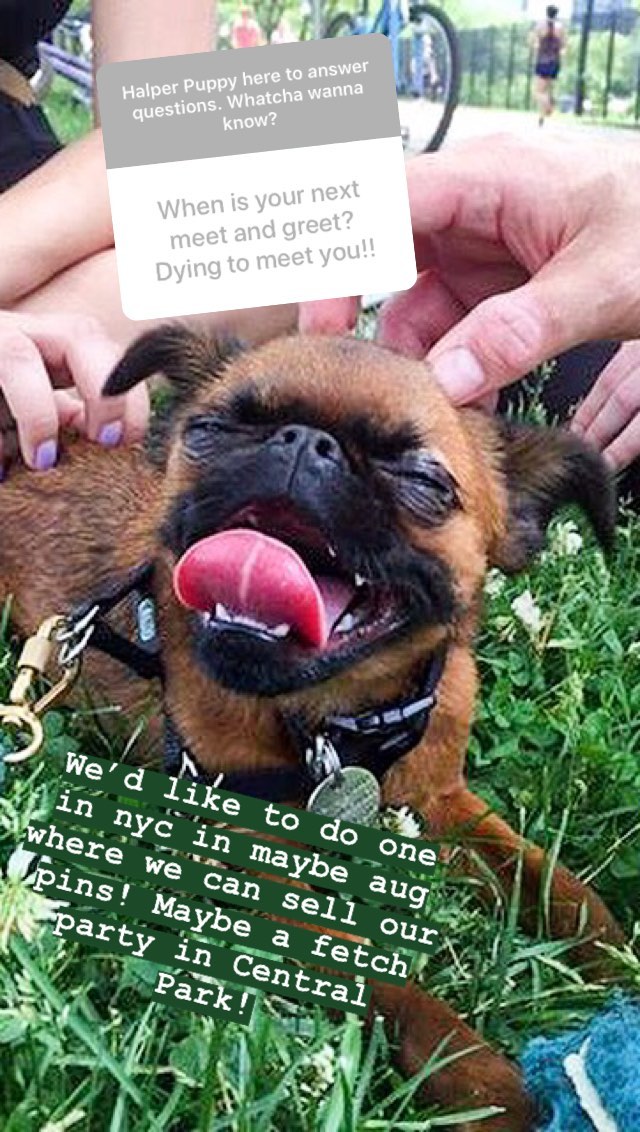 Halper Puppy here to answer
questions. Whatcha wanna
know?
When is your next
meet and greet?
Dying to meet you!!
We'd like to do one
in nyc in maybe aug
where we can sell our
pins! Maybe a fetch
party in Central
Park!